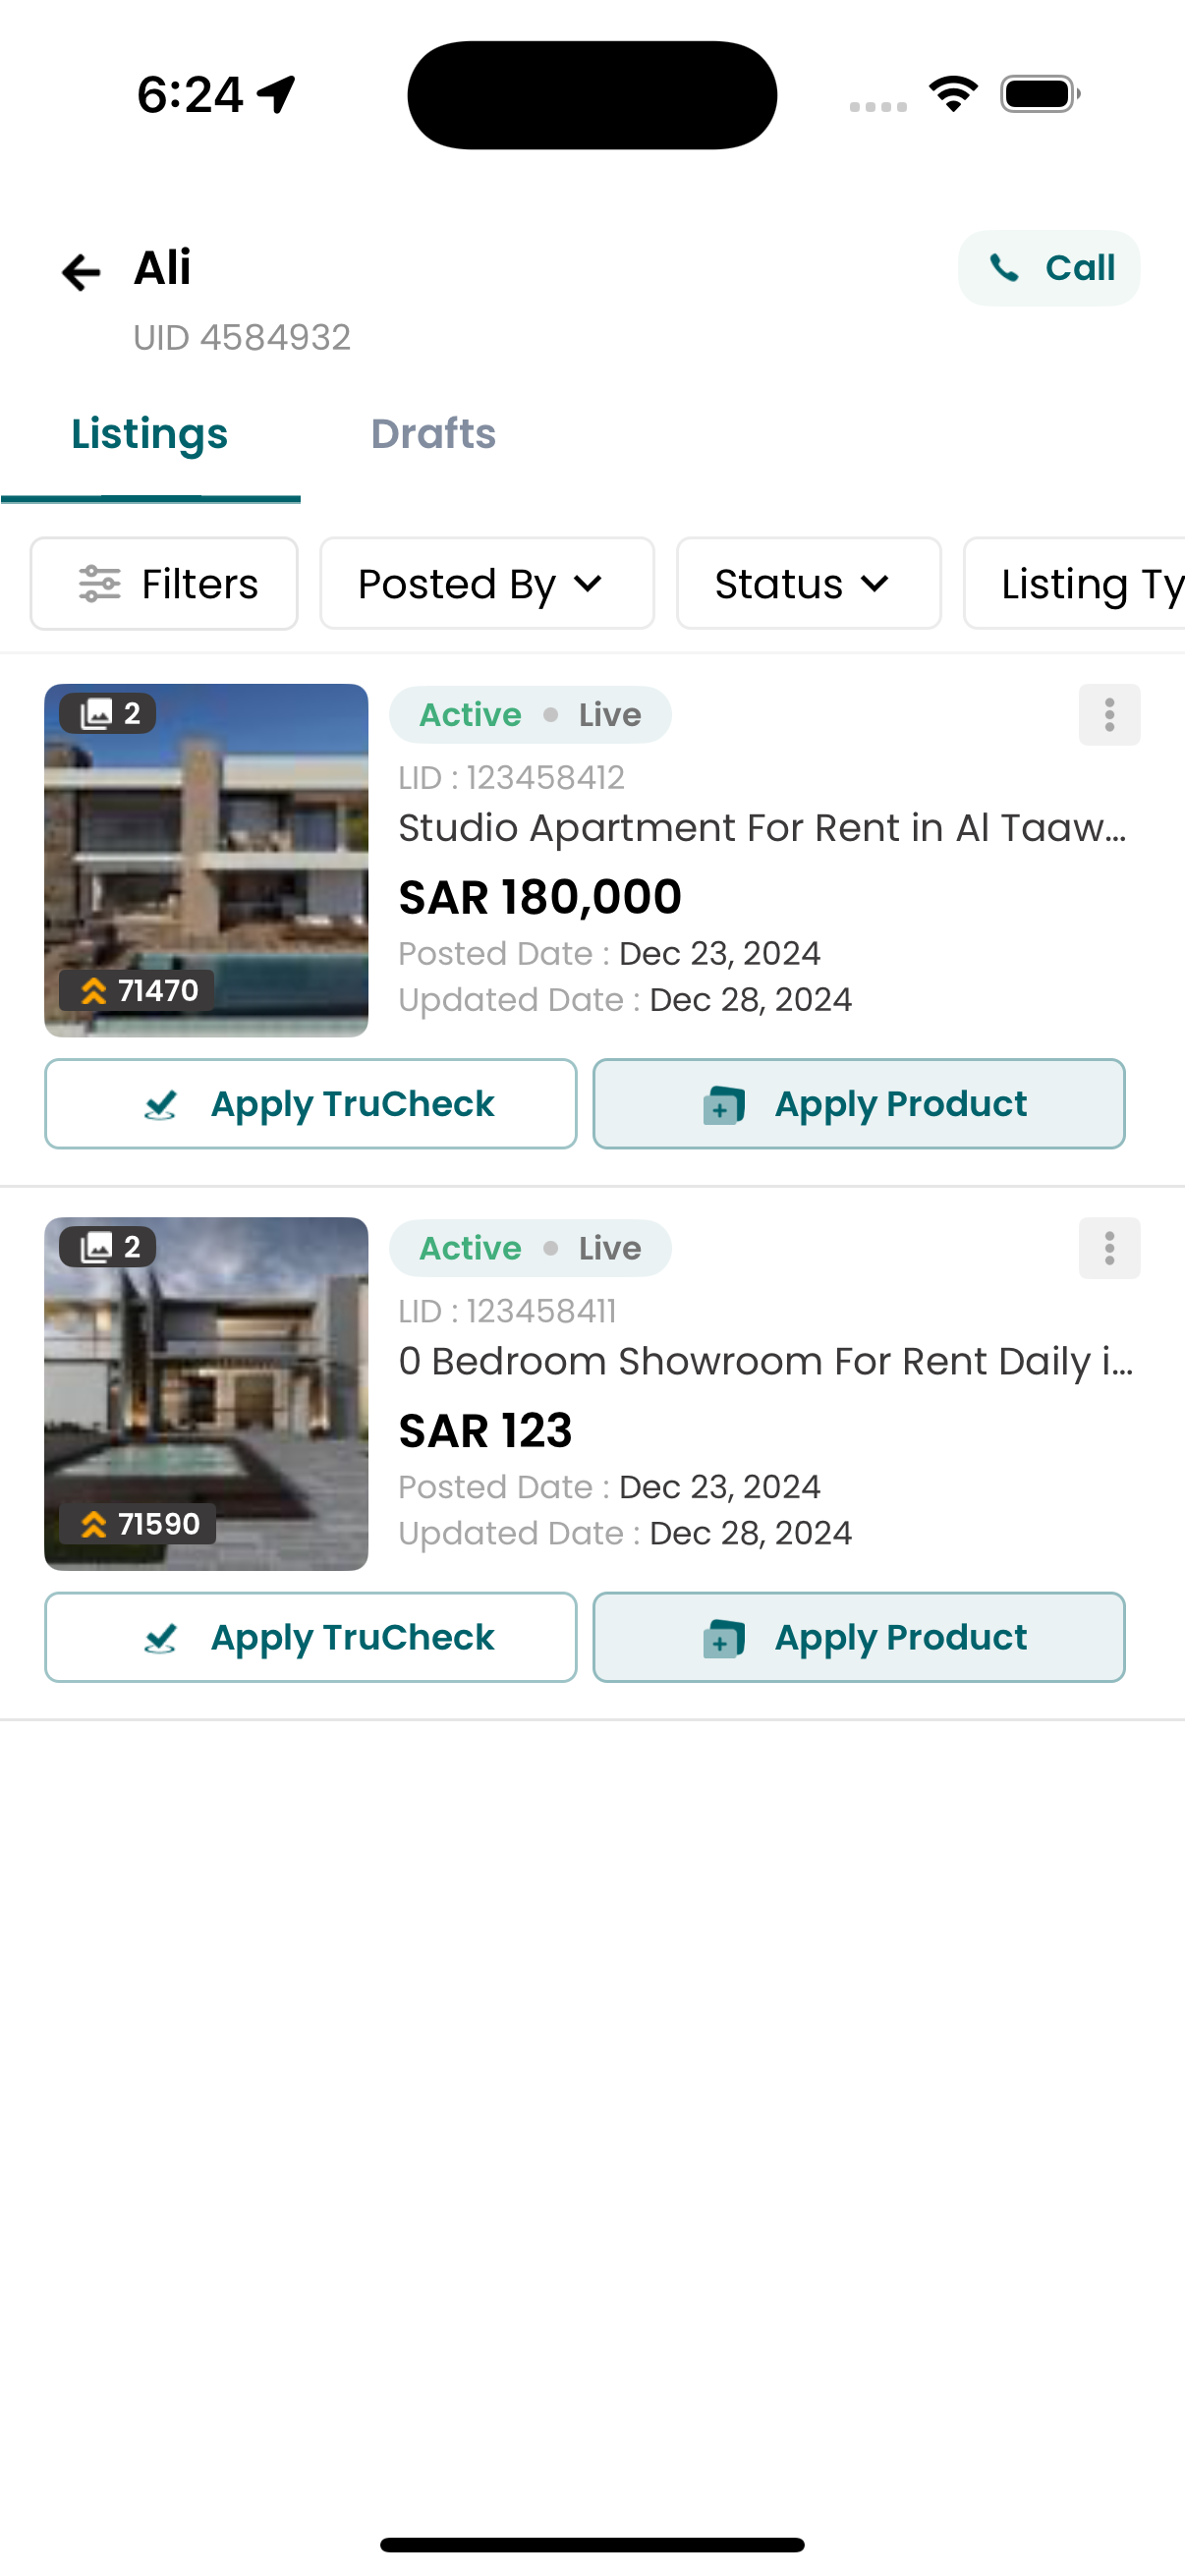 6:24
Ali
Call
UID 4584932
Listings Drafts
Filters Posted By Status Listing Ty
2
Active • Live
LID : 123458412
Studio Apartment For Rent in Al Taaw...
SAR 180,000
Posted Date : Dec 23, 2024
71470
Updated Date : Dec 28, 2024
Apply TruCheck Apply Product
2
Active • Live
LID : 123458411
0 Bedroom Showroom For Rent Daily i...
SAR 123
Posted Date : Dec 23, 2024
71590
Updated Date : Dec 28, 2024
Apply TruCheck Apply Product